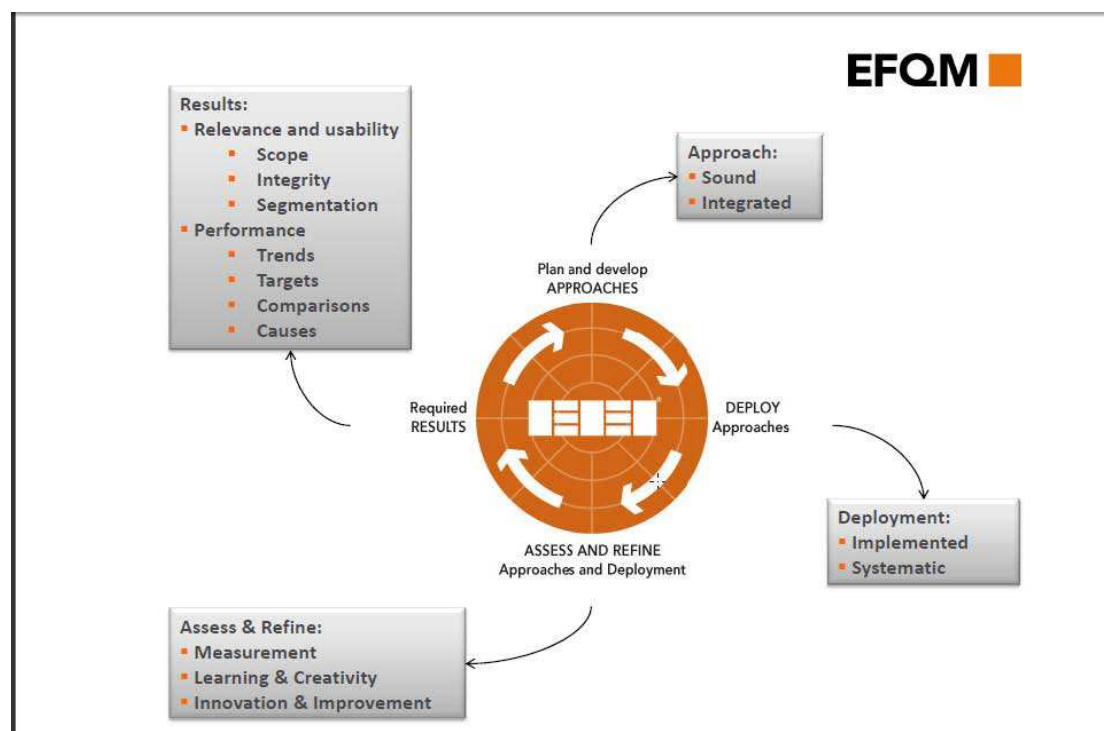 EFQM
Results:
▪ Relevance and usability
▪ Scope
▪ Integrity
▪ Segmentation
▪ Performance
▪ Trends
▪ Targets
▪ Comparisons
▪ Causes
Approach:
▪ Sound
▪ Integrated
Plan and develop
APPROACHES
Required
RESULTS
DEPLOY
Approaches
Deployment:
▪ Implemented
▪ Systematic
ASSESS AND REFINE
Approaches and Deployment
Assess & Refine:
▪ Measurement
▪ Learning & Creativity
▪ Innovation & Improvement